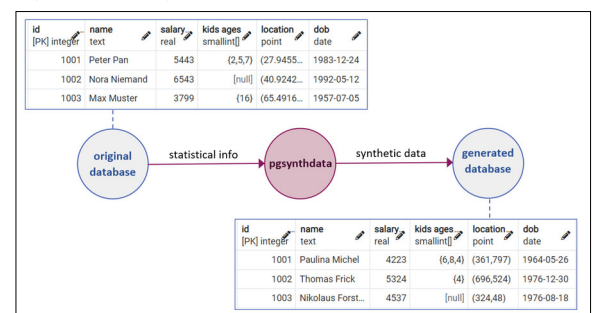 id name salary kids ages location dob
[PK] integer text real smallint[] point date
1001 Peter Pan 5443 {2,5,7} (27.9455... 1983-12-24
1002 Nora Niemand 6543 [null] (40.9242... 1992-05-12
1003 Max Muster 3799 {16} (65.4916... 1957-07-05
original
database
statistical info
pgsynthdata
synthetic data
generated
database
id name salary kids ages... location dob
[PK] integer text real smallint[] point date
1001 Paulina Michel 4223 {6,8,4} (361,797) 1964-05-26
1002 Thomas Frick 5324 {4} (696,524) 1976-12-30
1003 Nikolaus Forst... 4537 [null] (324,48) 1976-08-18